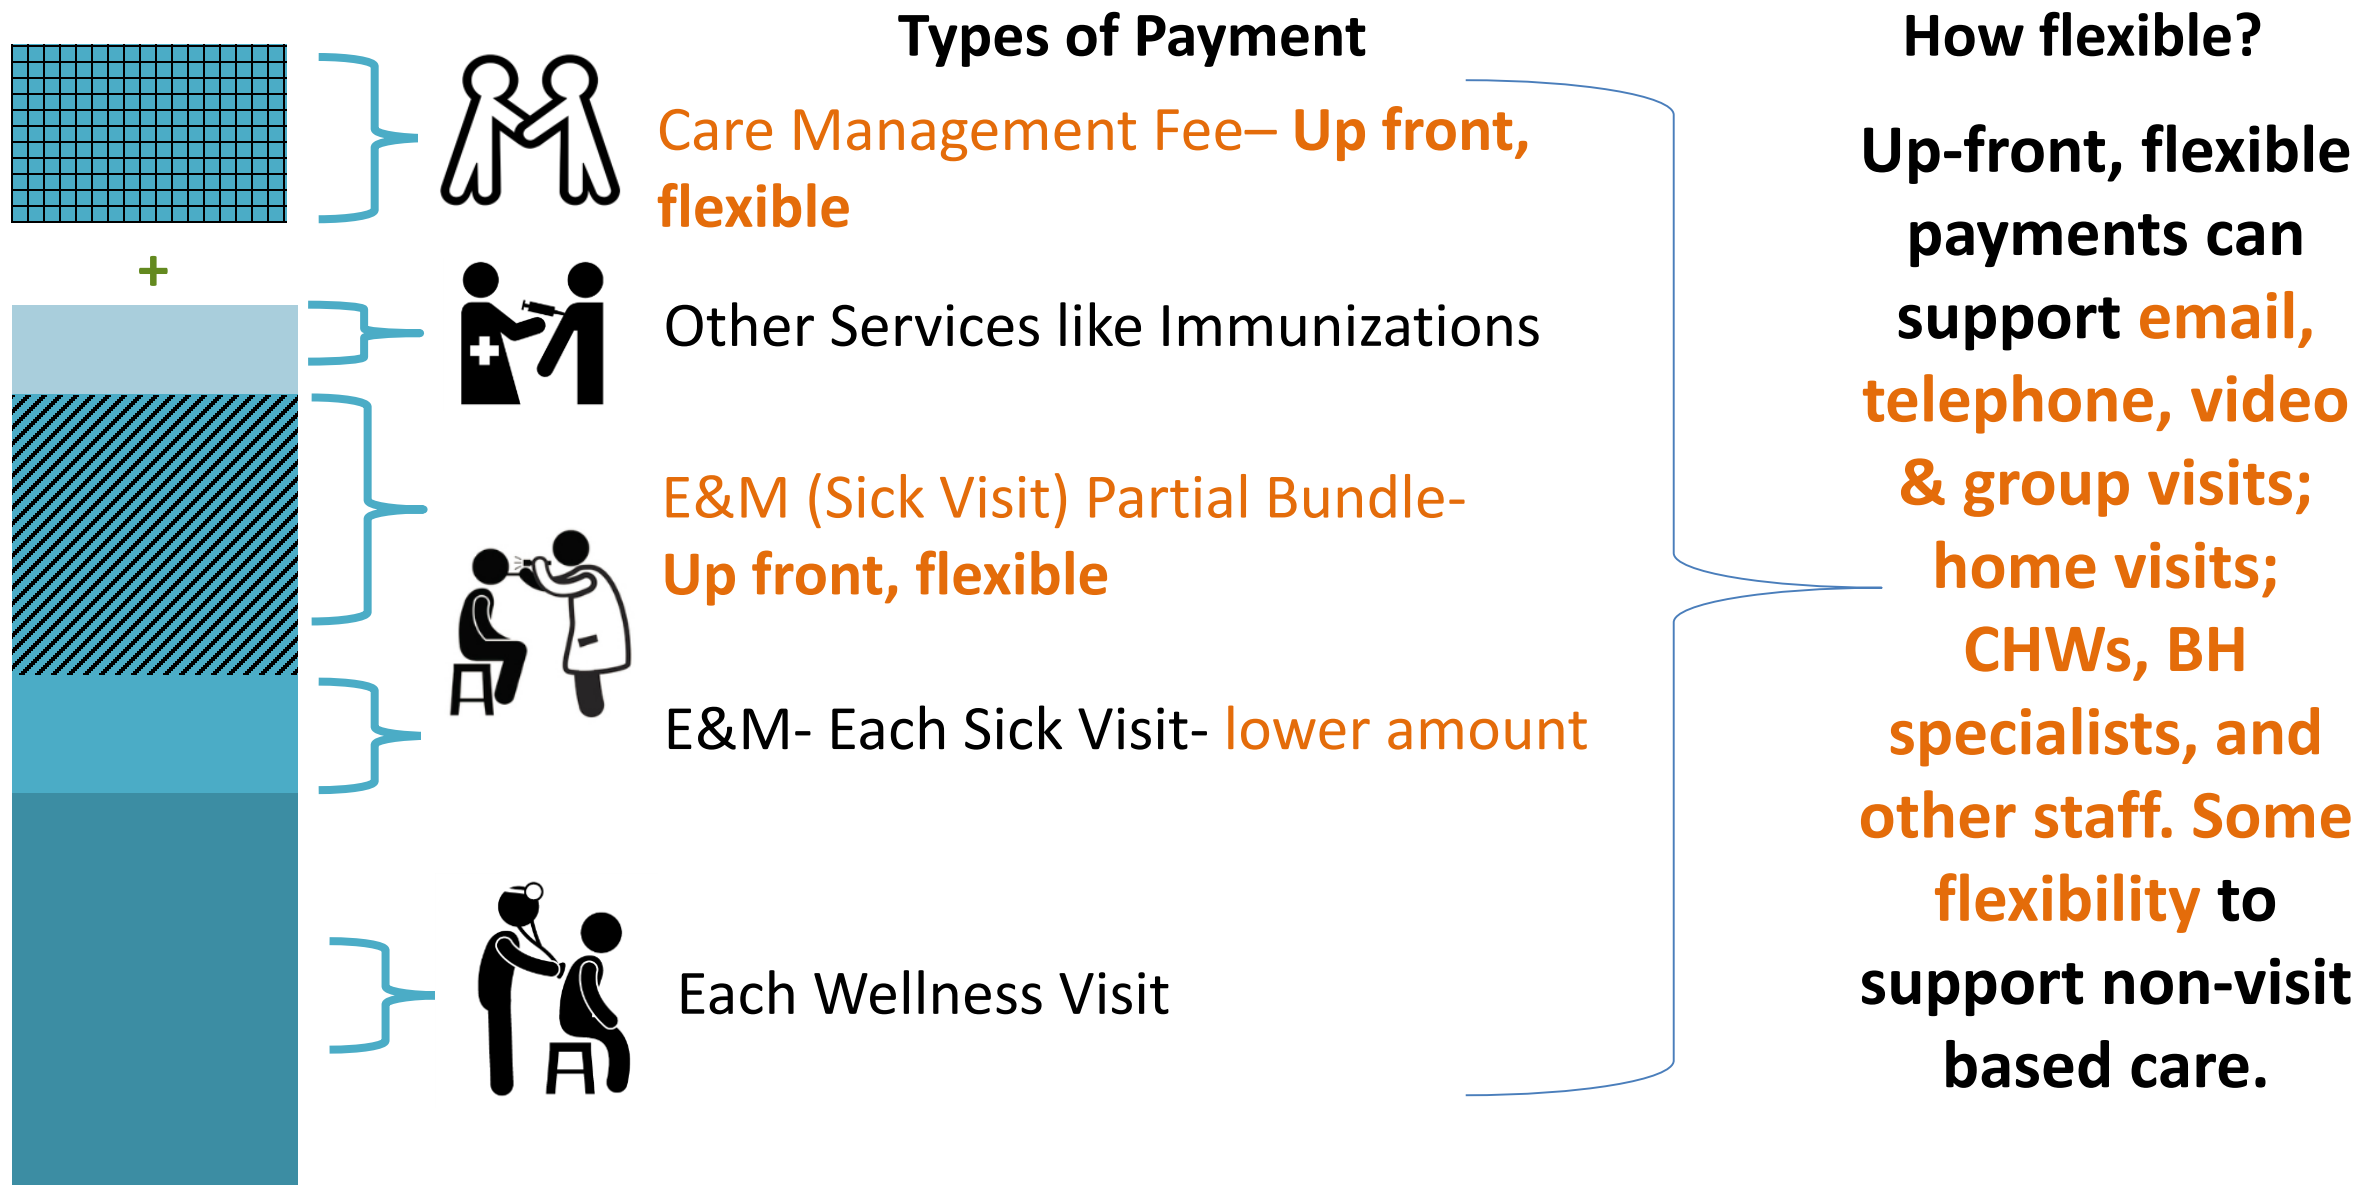 Types of Payment
Care Management Fee– Up front,
flexible
+
Other Services like Immunizations
E&M (Sick Visit) Partial Bundle-
Up front, flexible
E&M- Each Sick Visit- lower amount
Each Wellness Visit
How flexible?
Up-front, flexible
payments can
support email,
telephone, video
& group visits;
home visits;
CHWs, BH
specialists, and
other staff. Some
flexibility to
support non-visit
based care.